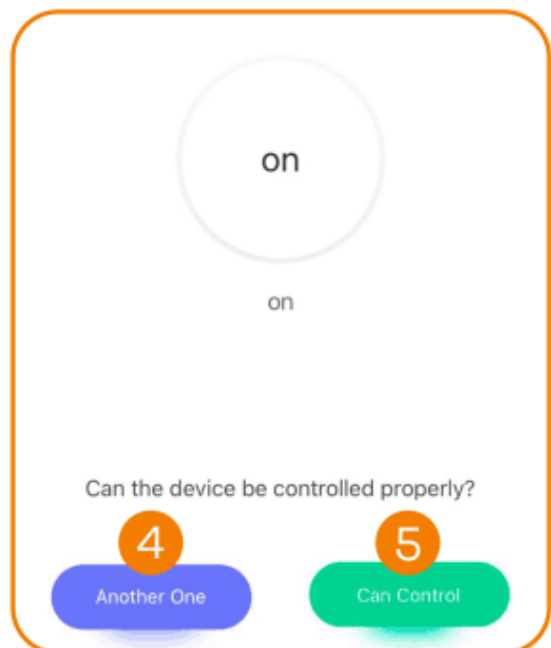 on
on
Can the device be controlled properly?
4 5
Another One Can Control